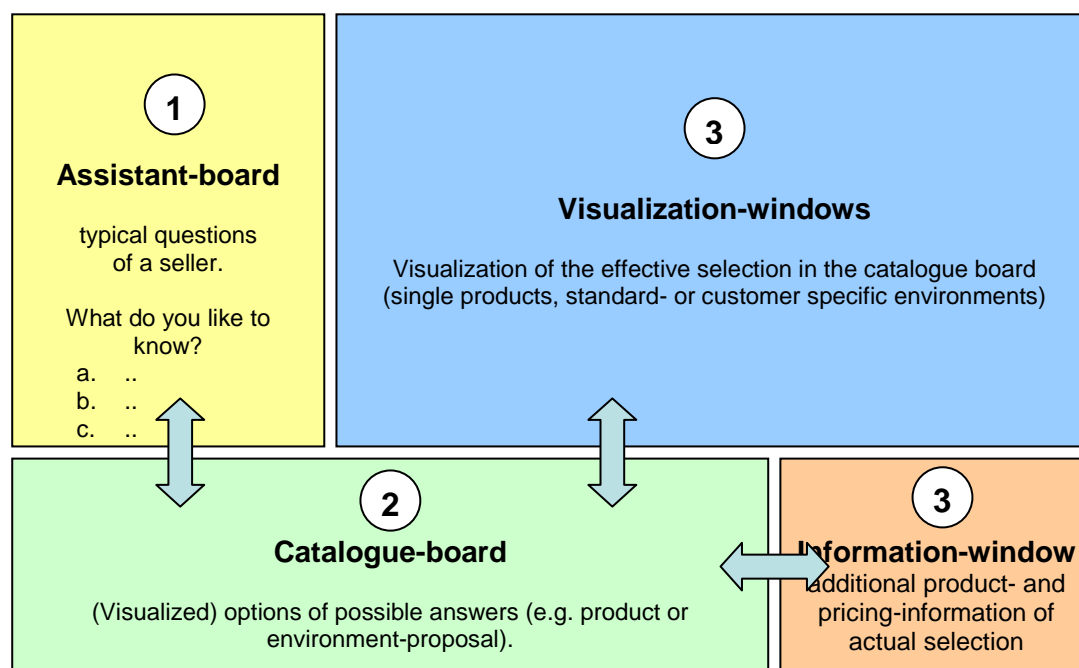 1
Assistant-board
typical questions
of a seller.
What do you like to
know?
a. ..
b. ..
c. ..
3
Visualization-windows
Visualization of the effective selection in the catalogue board
(single products, standard- or customer specific environments)
2
Catalogue-board
(Visualized) options of possible answers (e.g. product or
environment-proposal).
3
Information-window
additional product- and
pricing-information of
actual selection